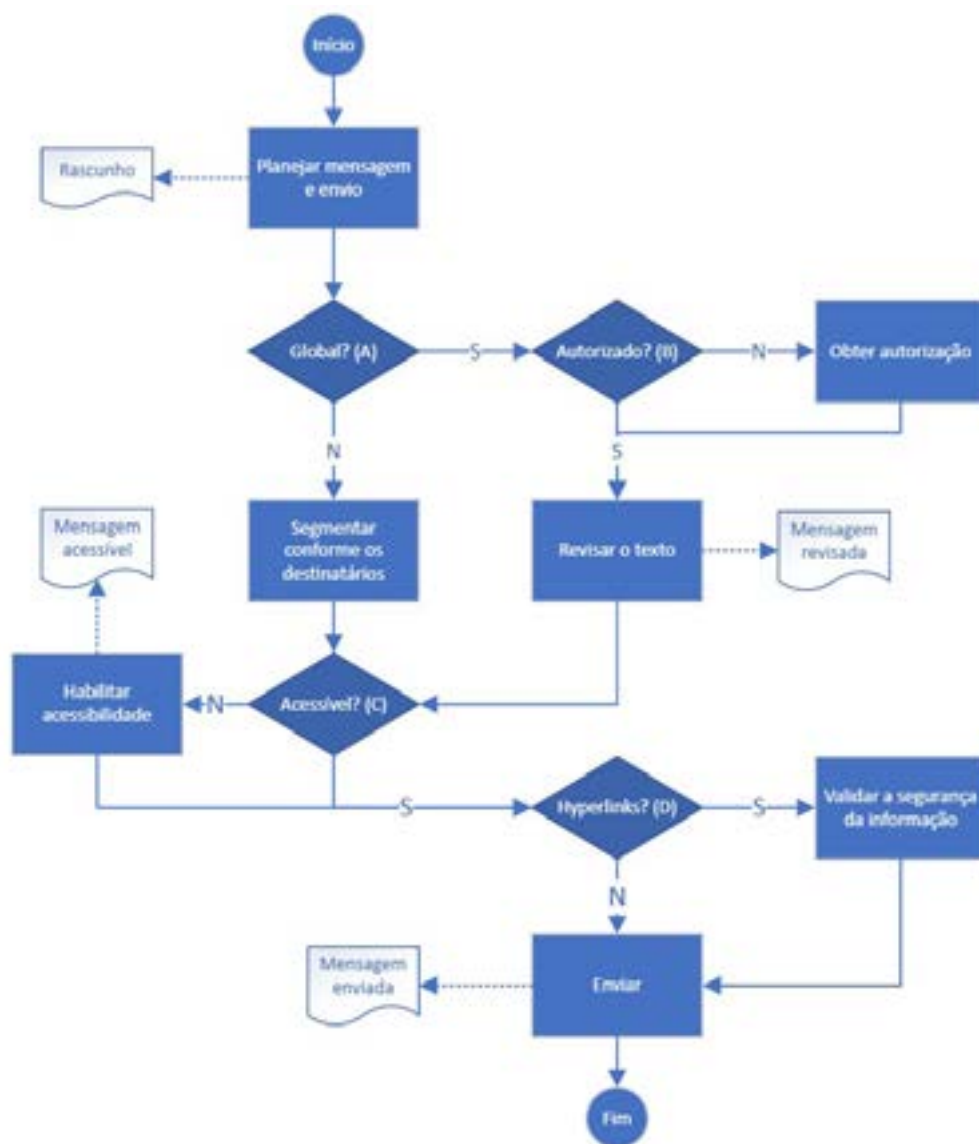 Início
Planejar mensagem
e envio
Rascunho
Global? (A)
S
Autorizado? (B)
N
Obter autorização
N
S
Segmentar
conforme os
destinatários
Revisar o texto
Mensagem
revisada
Mensagem
acessível
Habilitar
acessibilidade
N
Acessível? (C)
S
Hyperlinks? (D)
S
Validar a segurança
da informação
N
Enviar
Mensagem
enviada
Fim